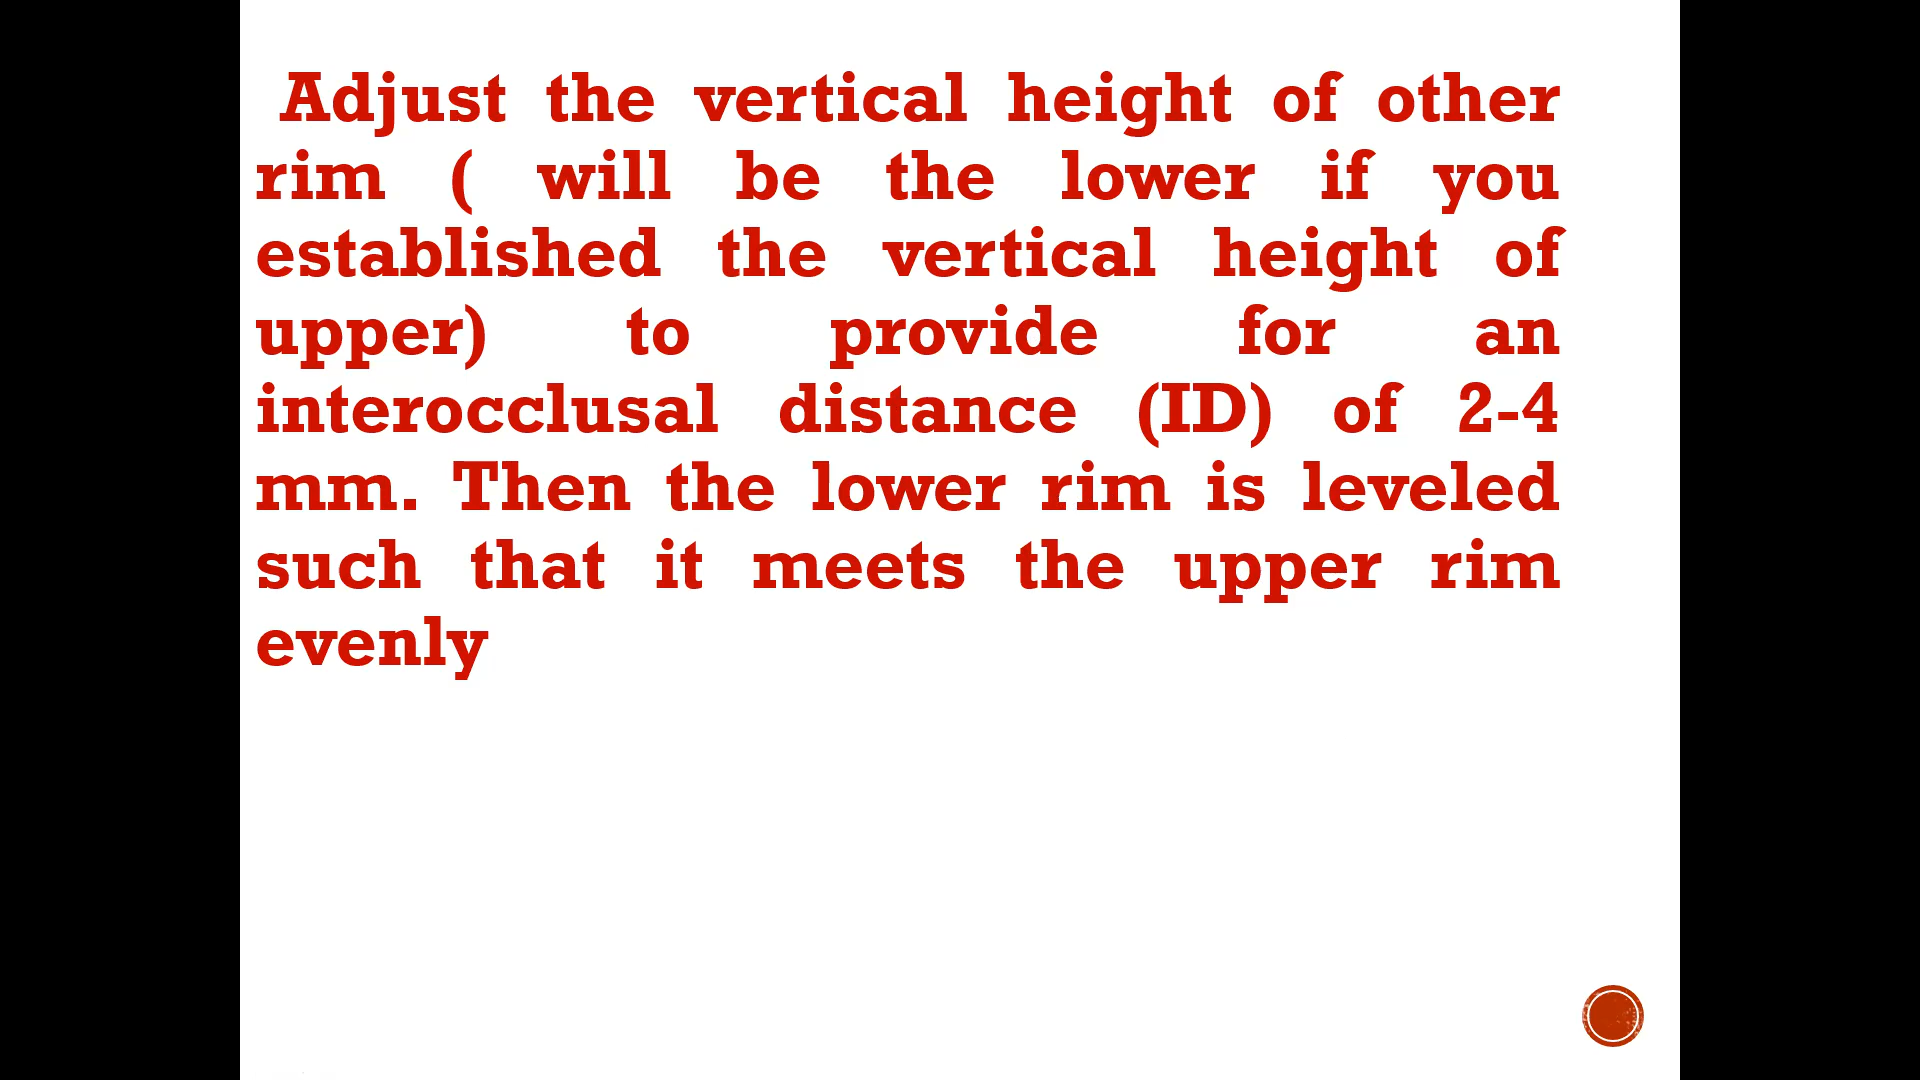 Adjust the vertical height of other
rim ( will be the lower if you
established the vertical height of
upper) to provide for an
interocclusal distance (ID) of 2-4
mm. Then the lower rim is leveled
such that it meets the upper rim
evenly